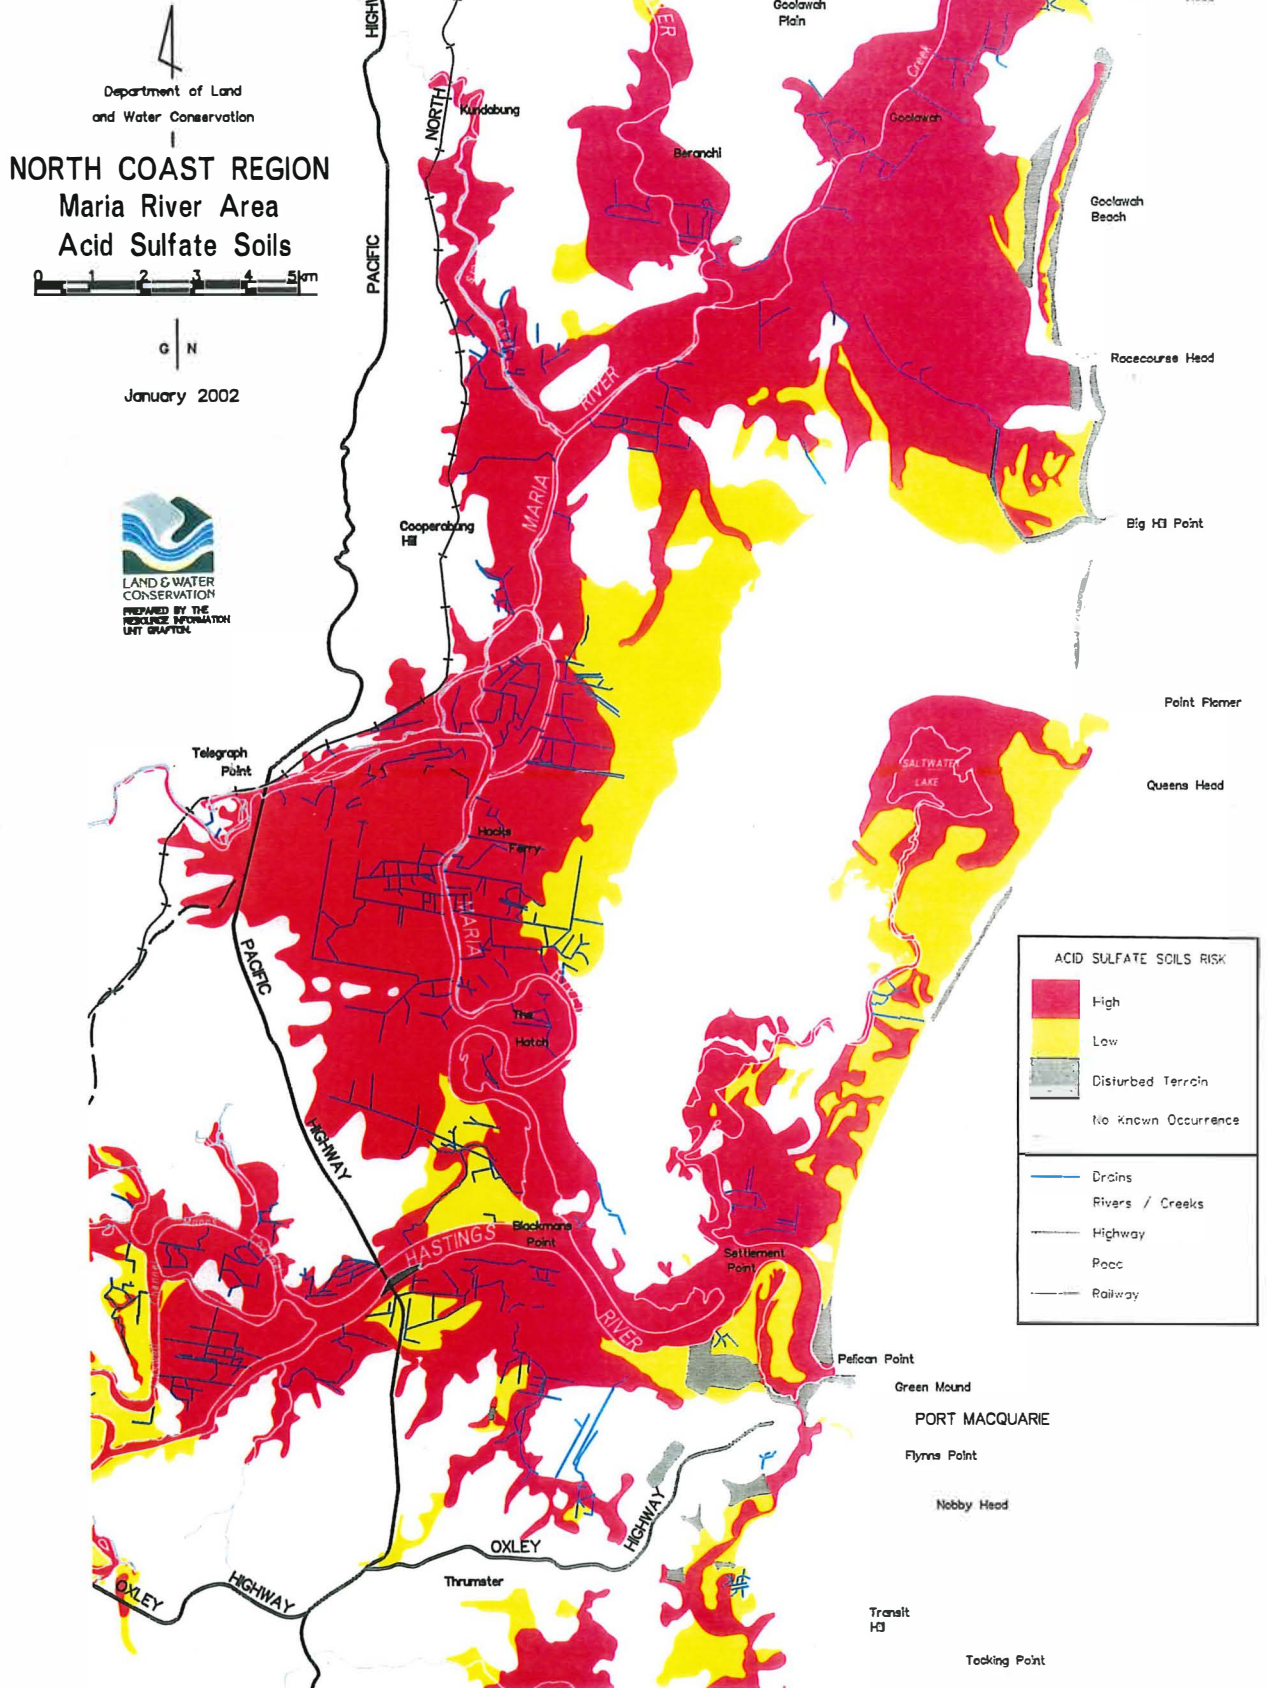 Department of Land
and Water Conservation
NORTH COAST REGION
Maria River Area
Acid Sulfate Soils
0 1 2 3 4 5km
G N
January 2002
LAND & WATER
CONSERVATION
PREPARED BY THE
RESOURCE INFORMATION
UNIT GRAFTON.
Goolawah
Plain
Creek
Kundabung
NORTH
Goolawah
Beranchi
Goolawah
Beach
PACIFIC
Racecourse Head
RIVER
MARIA
Cooperabung
Hill
Big Hill Point
Point Plomer
Telegraph
Point
SALTWATER
LAKE
Queens Head
Hacks
Ferry
MARIA
PACIFIC
River
The
Hatch
HIGHWAY
Blackmans
Point
HASTINGS
RIVER
Settlement
Point
Pelican Point
Green Mound
PORT MACQUARIE
Flynns Point
Nobby Head
HIGHWAY
OXLEY
Thrumster
OXLEY
HIGHWAY
Transit
Hill
Tacking Point
ACID SULFATE SOILS RISK
High
Low
Disturbed Terrain
No Known Occurrence
Drains
Rivers / Creeks
Highway
Railway